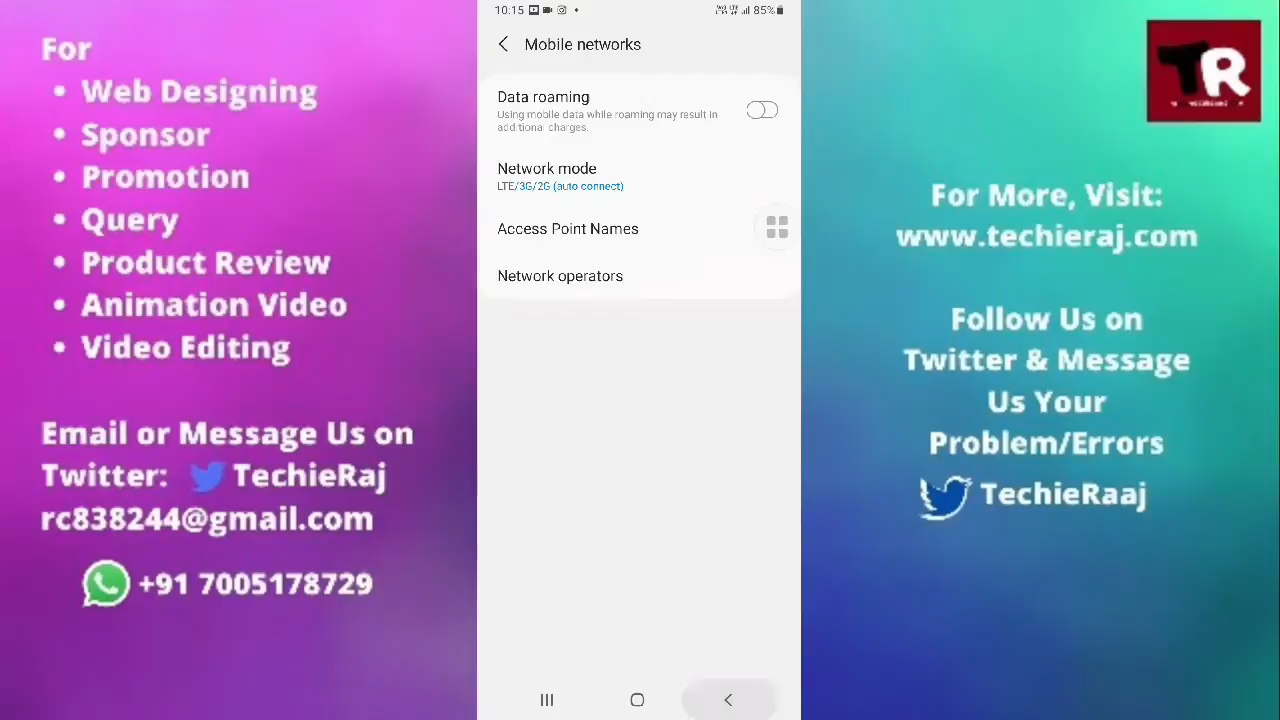 For
• Web Designing
• Sponsor
• Promotion
• Query
• Product Review
• Animation Video
• Video Editing
Email or Message Us on
Twitter: TechieRaj
rc838244@gmail.com
+91 7005178729
10:15
85%
Mobile networks
Data roaming
Using mobile data while roaming may result in
additional charges.
Network mode
LTE/3G/2G (auto connect)
Access Point Names
Network operators
TR
For More, Visit:
www.techieraj.com
Follow Us on
Twitter & Message
Us Your
Problem/Errors
TechieRaaj